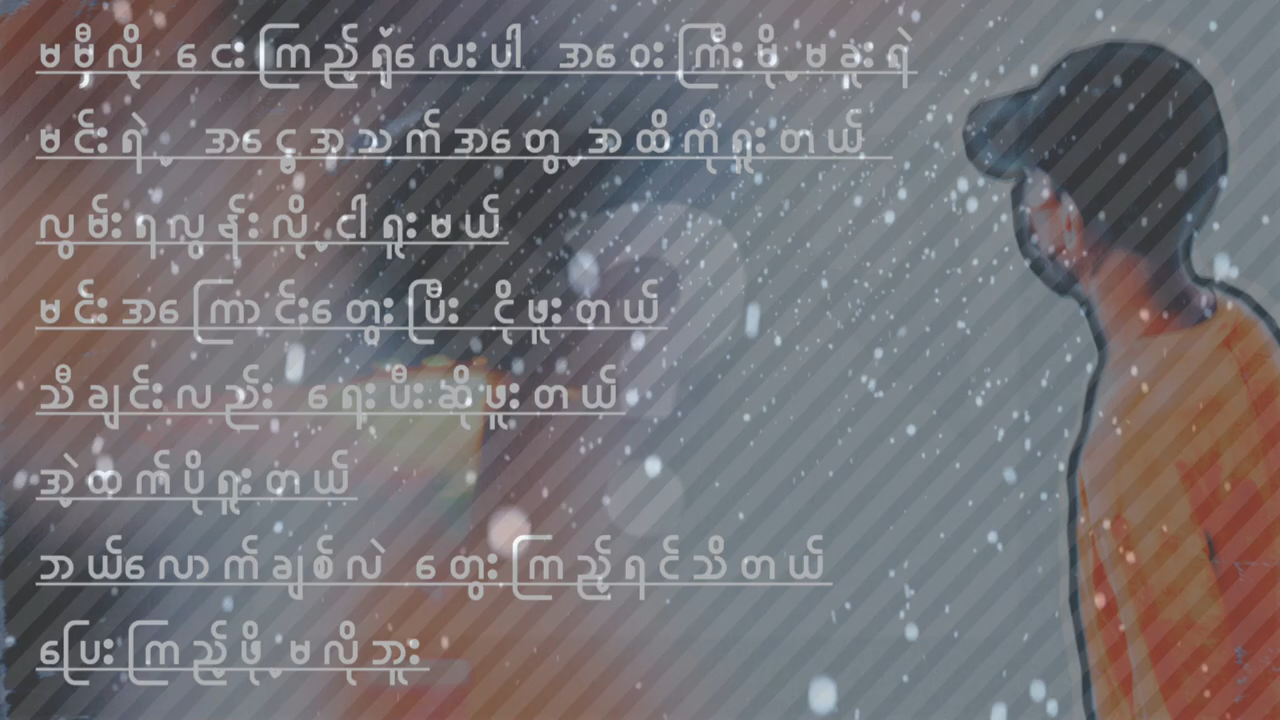 မမီလို့ ငေးကြည့်ရုံလေးပါ အဝေးကြီးမို့မခူးရဲ
မင်းရဲ့ အငွေ့အသက်အတွေ့အထိကိုရူးတယ်
လွမ်းရလွန်းလို့ငါရူးမယ်
မင်းအကြောင်းတွေးပြီး ငိုဖူးတယ်
သီချင်းလည်း ရေးပီးဆိုဖူးတယ်
အဲ့ထက်ပိုရူးတယ်
ဘယ်လောက်ချစ်လဲ တွေးကြည့်ရင်သိတယ်
ပြေးကြည့်ဖို့မလိုဘူး